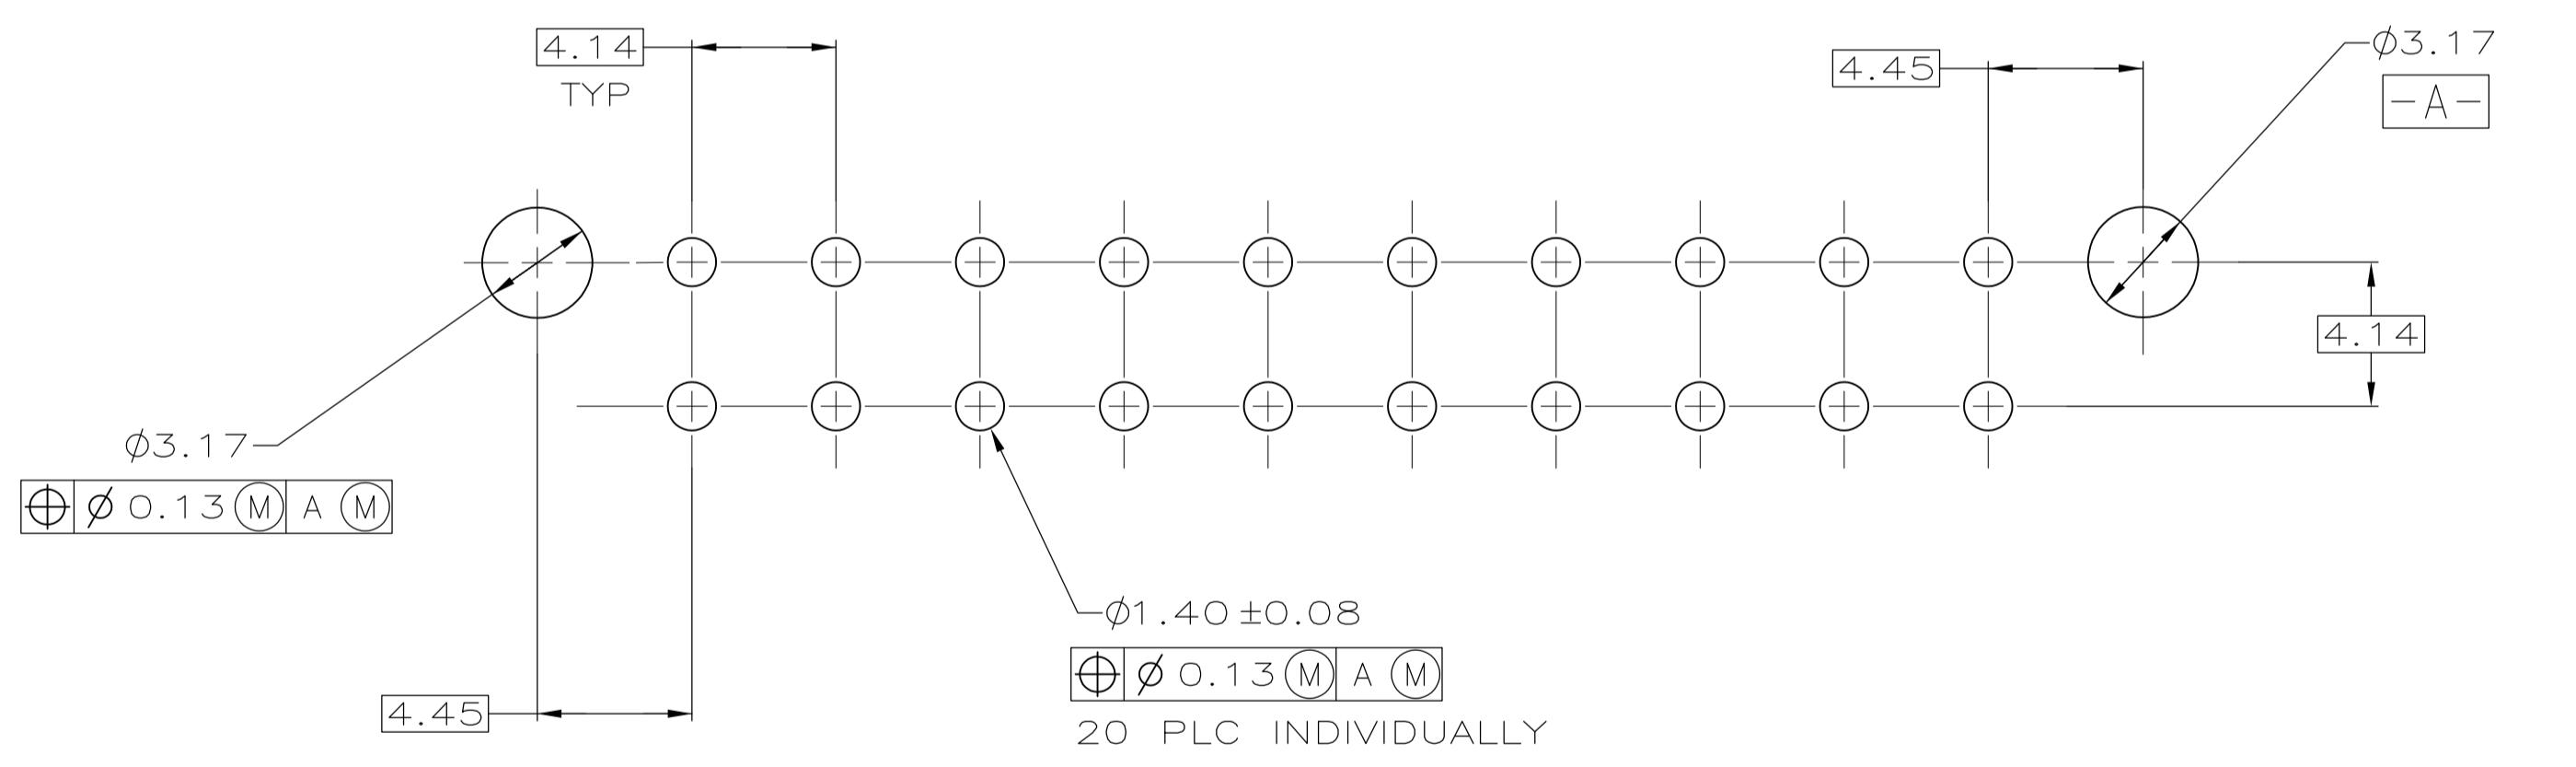 4.14
TYP
4.45
⌀3.17
-A-
4.14
⌀3.17
⌖ ⌀ 0.13 Ⓜ A Ⓜ
⌀1.40 ±0.08
⌖ ⌀ 0.13 Ⓜ A Ⓜ
20 PLC INDIVIDUALLY
4.45